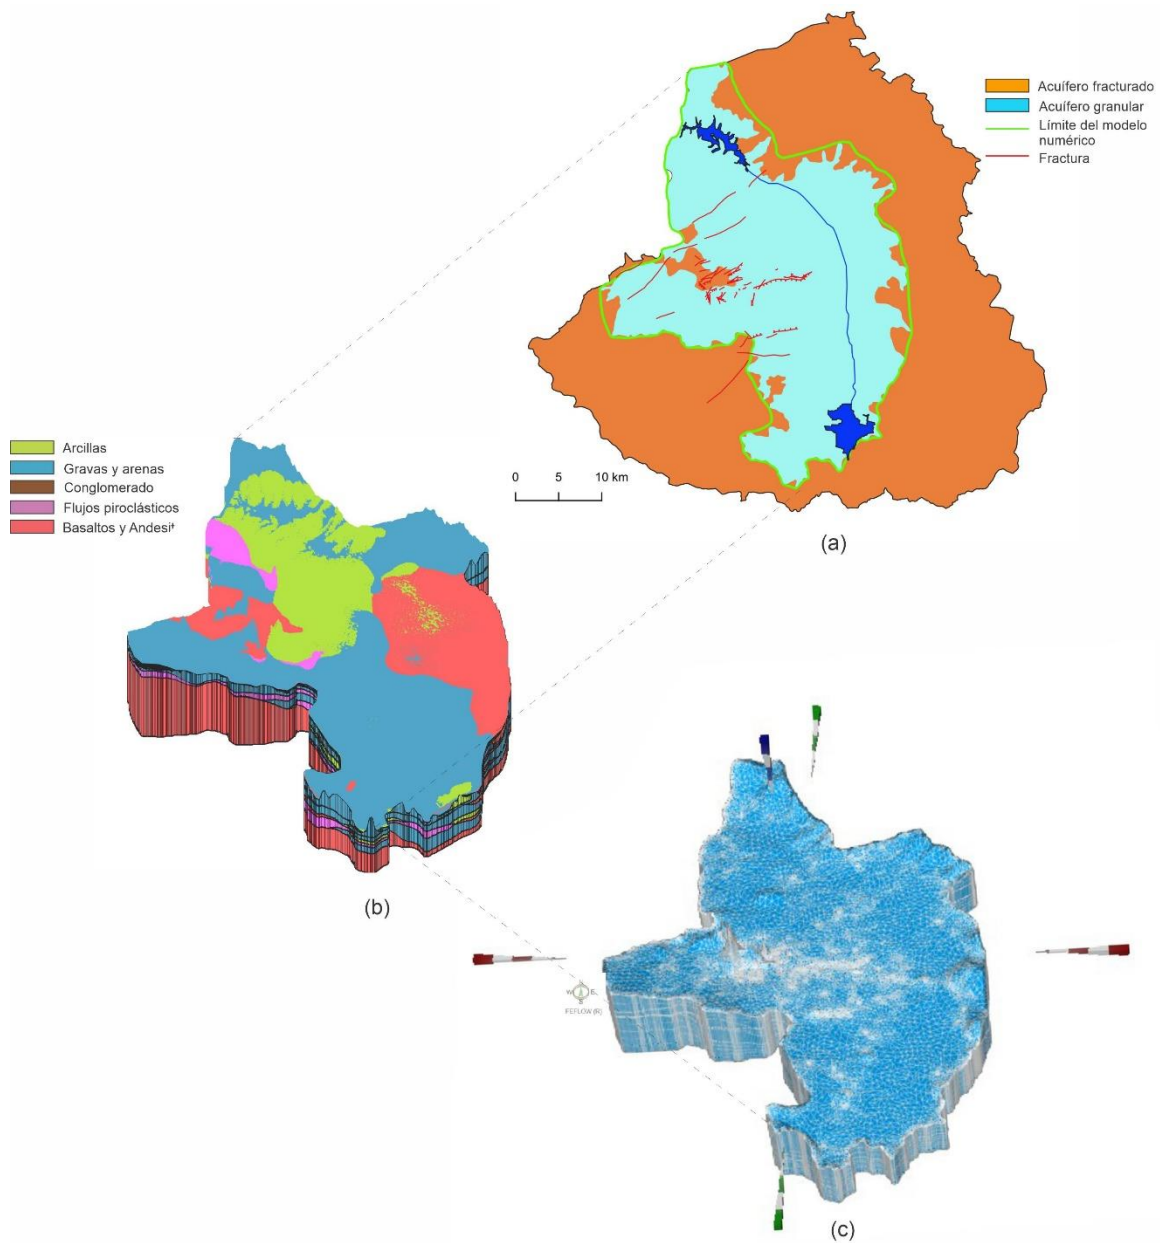 Acuífero fracturado
Acuífero granular
Límite del modelo
numérico
Fractura
0 5 10 km
(a)
Arcillas
Gravas y arenas
Conglomerado
Flujos piroclásticos
Basaltos y Andesi
(b)
W E
FEFLOW (R)
(c)